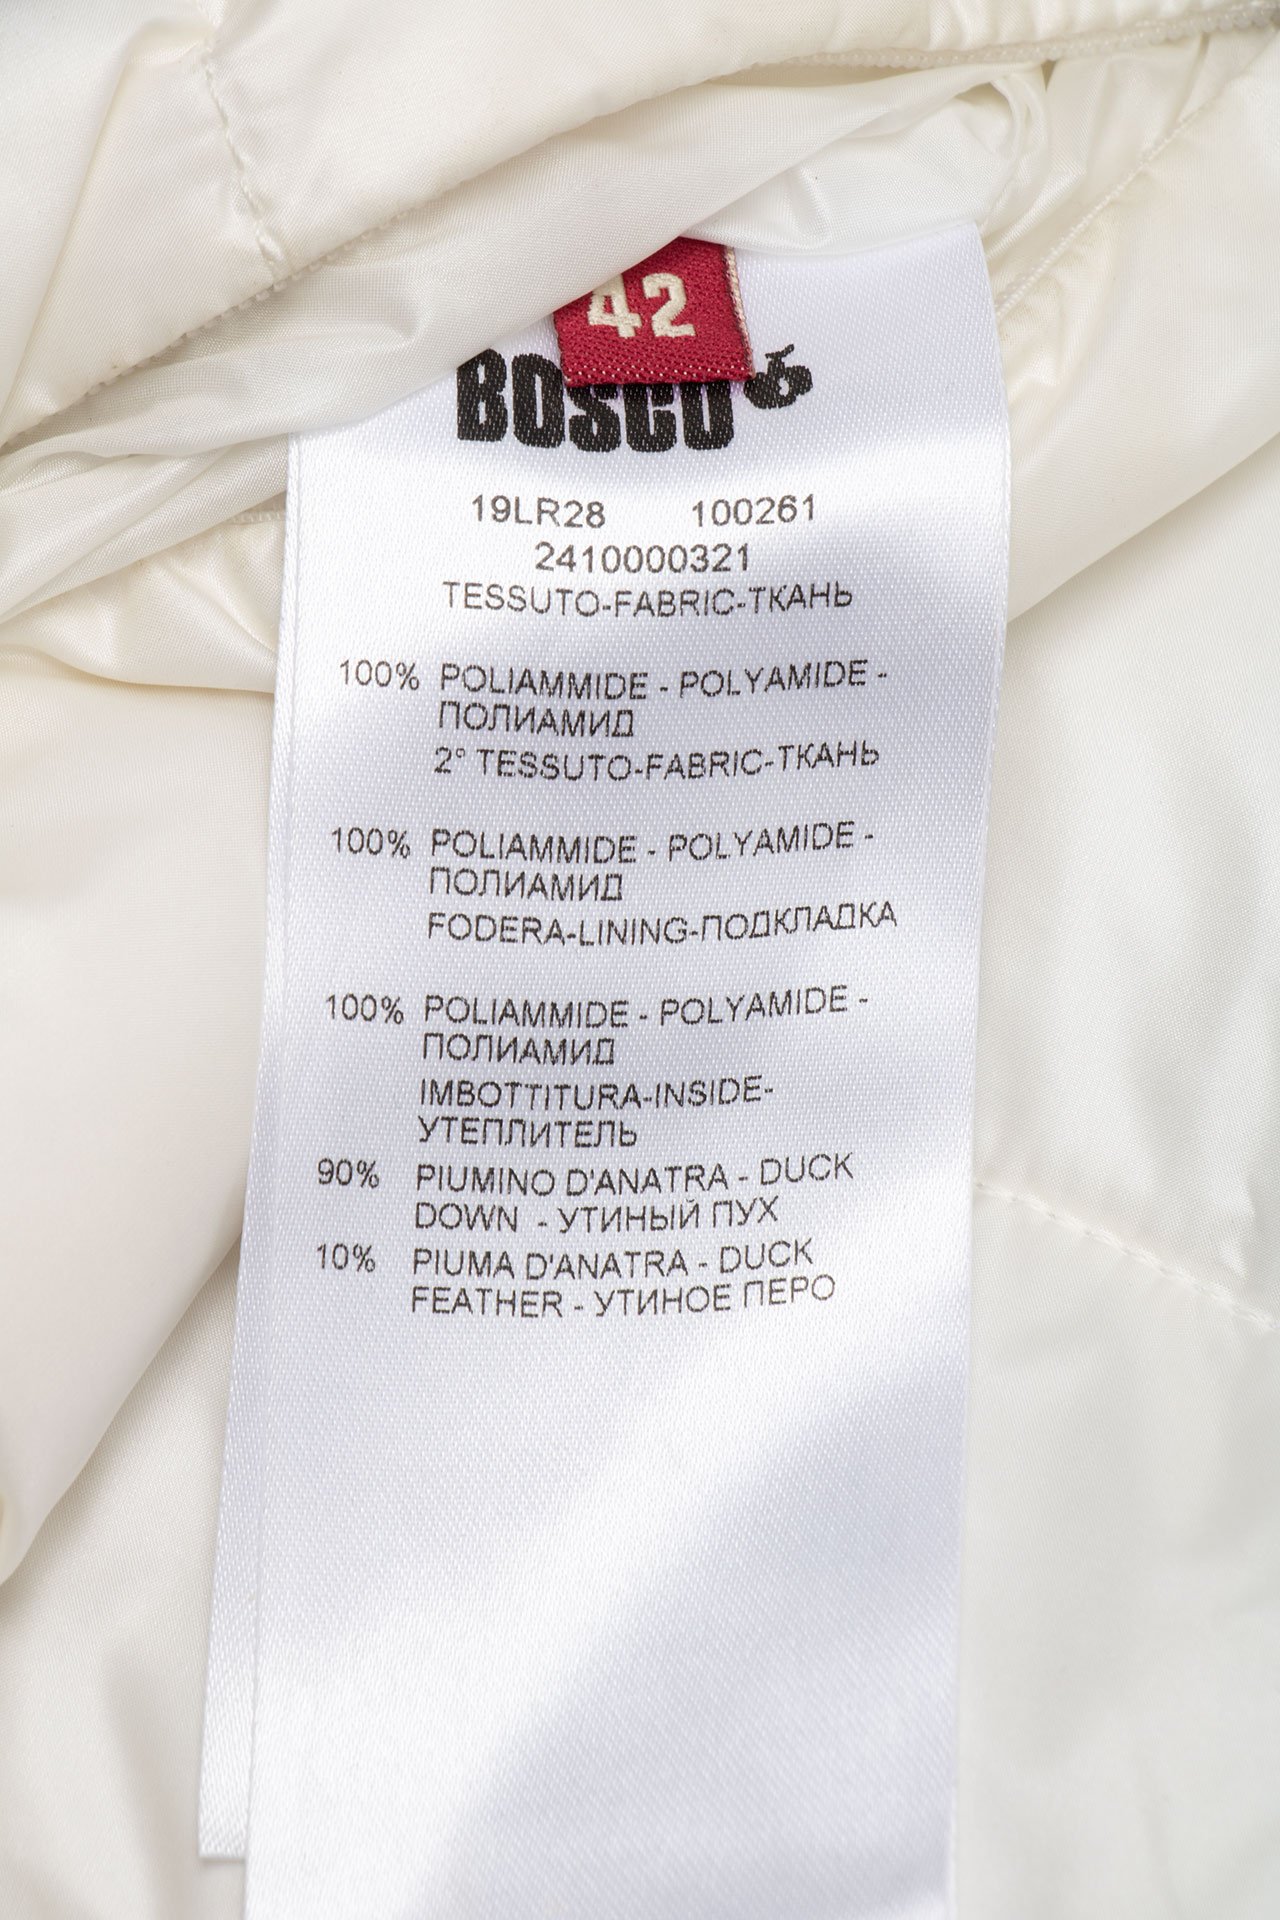 42
BOSCO
19LR28 100261
2410000321
TESSUTO-FABRIC-ТКАНЬ
100% POLIAMMIDE - POLYAMIDE -
ПОЛИАМИД
2° TESSUTO-FABRIC-ТКАНЬ
100% POLIAMMIDE - POLYAMIDE -
ПОЛИАМИД
FODERA-LINING-ПОДКЛАДКА
100% POLIAMMIDE - POLYAMIDE -
ПОЛИАМИД
IMBOTTITURA-INSIDE-
УТЕПЛИТЕЛЬ
90% PIUMINO D'ANATRA - DUCK
DOWN - УТИНЫЙ ПУХ
10% PIUMA D'ANATRA - DUCK
FEATHER - УТИНОЕ ПЕРО